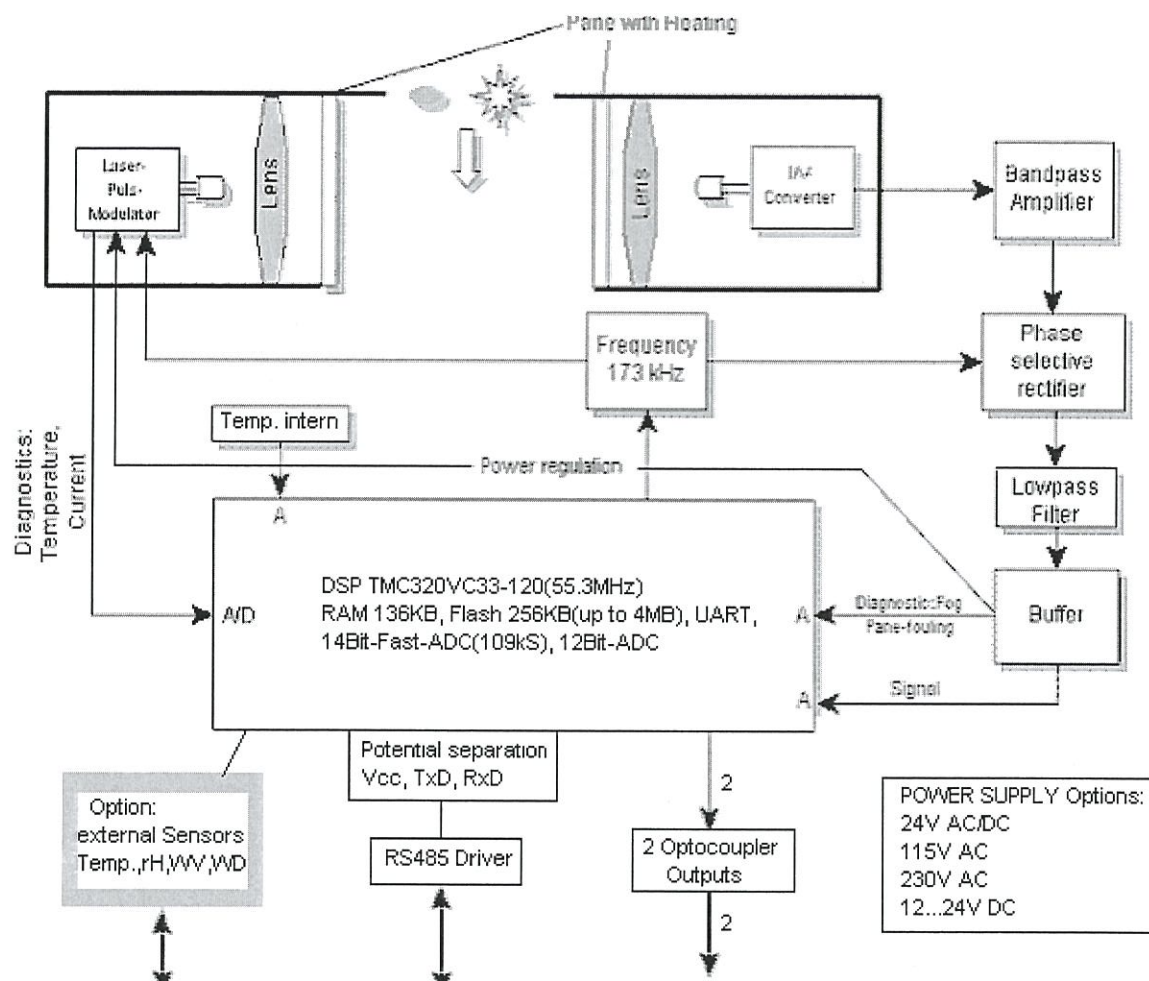 Pane with Heating
Laser-
Puls-
Modulator
Lens
Lens
Converter
Bandpass
Amplifier
Frequency
173 kHz
Phase
selective
rectifier
Temp. intern
Diagnostics:
Temperature,
Current
Power regulation
Lowpass
Filter
A
A/D
DSP TMC320VC33-120(55.3MHz)
RAM 136KB, Flash 256KB(up to 4MB), UART,
14Bit-Fast-ADC(109kS), 12Bit-ADC
A
Diagnostic:Fog
Pane-fouling
Buffer
A
Signal
Potential separation
Vcc, TxD, RxD
2
Option:
external Sensors
Temp.,rH,WV,WD
RS485 Driver
2 Optocoupler
Outputs
2
POWER SUPPLY Options:
24V AC/DC
115V AC
230V AC
12...24V DC